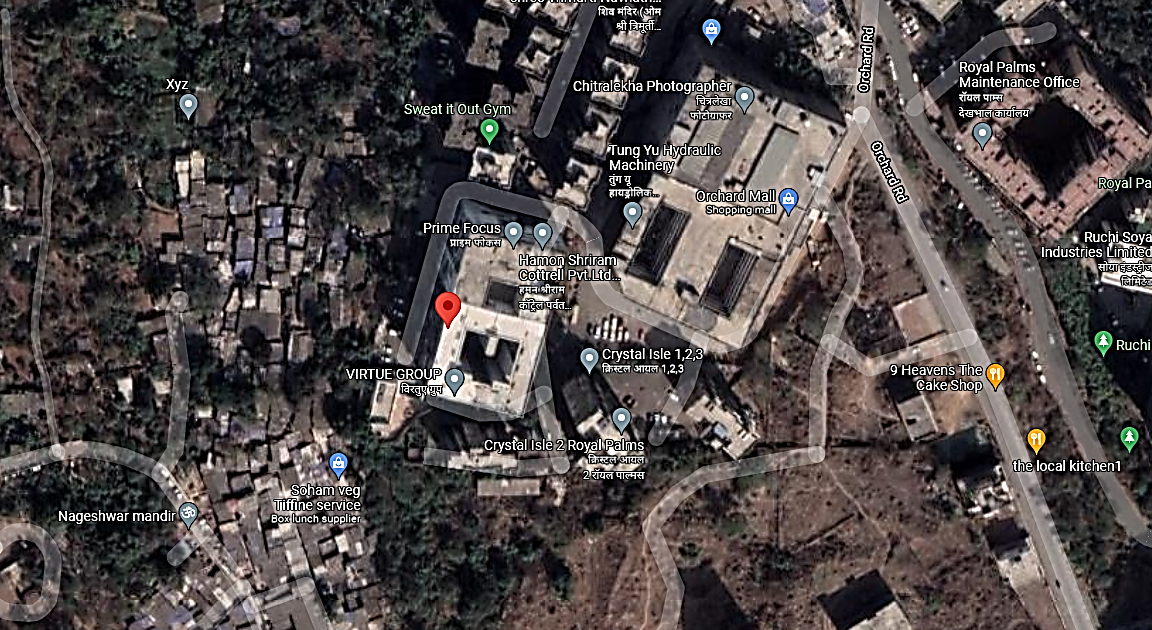 शिव मंदिर (ओम
श्री त्रिमूर्ती...
Orchard Rd
Xyz
Chitralekha Photographer
चित्रलेखा
फोटोग्राफर
Royal Palms
Maintenance Office
रॉयल पाम्स
देखभाल कार्यालय
Sweat it Out Gym
Tung Yu Hydraulic
Machinery
तुंग यू
हायड्रोलिक...
Orchard Rd
Orchard Mall
Shopping mall
Royal Pa
Prime Focus
प्राइम फोकस
Hamon Shriram
Cottrell Pvt.Ltd...
हमन श्रीराम
कॉट्रेल पर्वत...
Ruchi Soya
Industries Limited
सोया इंडस्ट्रीज
लिमिटेड
Crystal Isle 1,2,3
क्रिस्टल आयल 1,2,3
VIRTUE GROUP
विरतुए ग्रुप
Ruchi
9 Heavens The
Cake Shop
Crystal Isle 2 Royal Palms
क्रिस्टल आयल
2 रॉयल पाल्मस
the local kitchen1
Soham veg
Tiffine service
Box lunch supplier
Nageshwar mandir